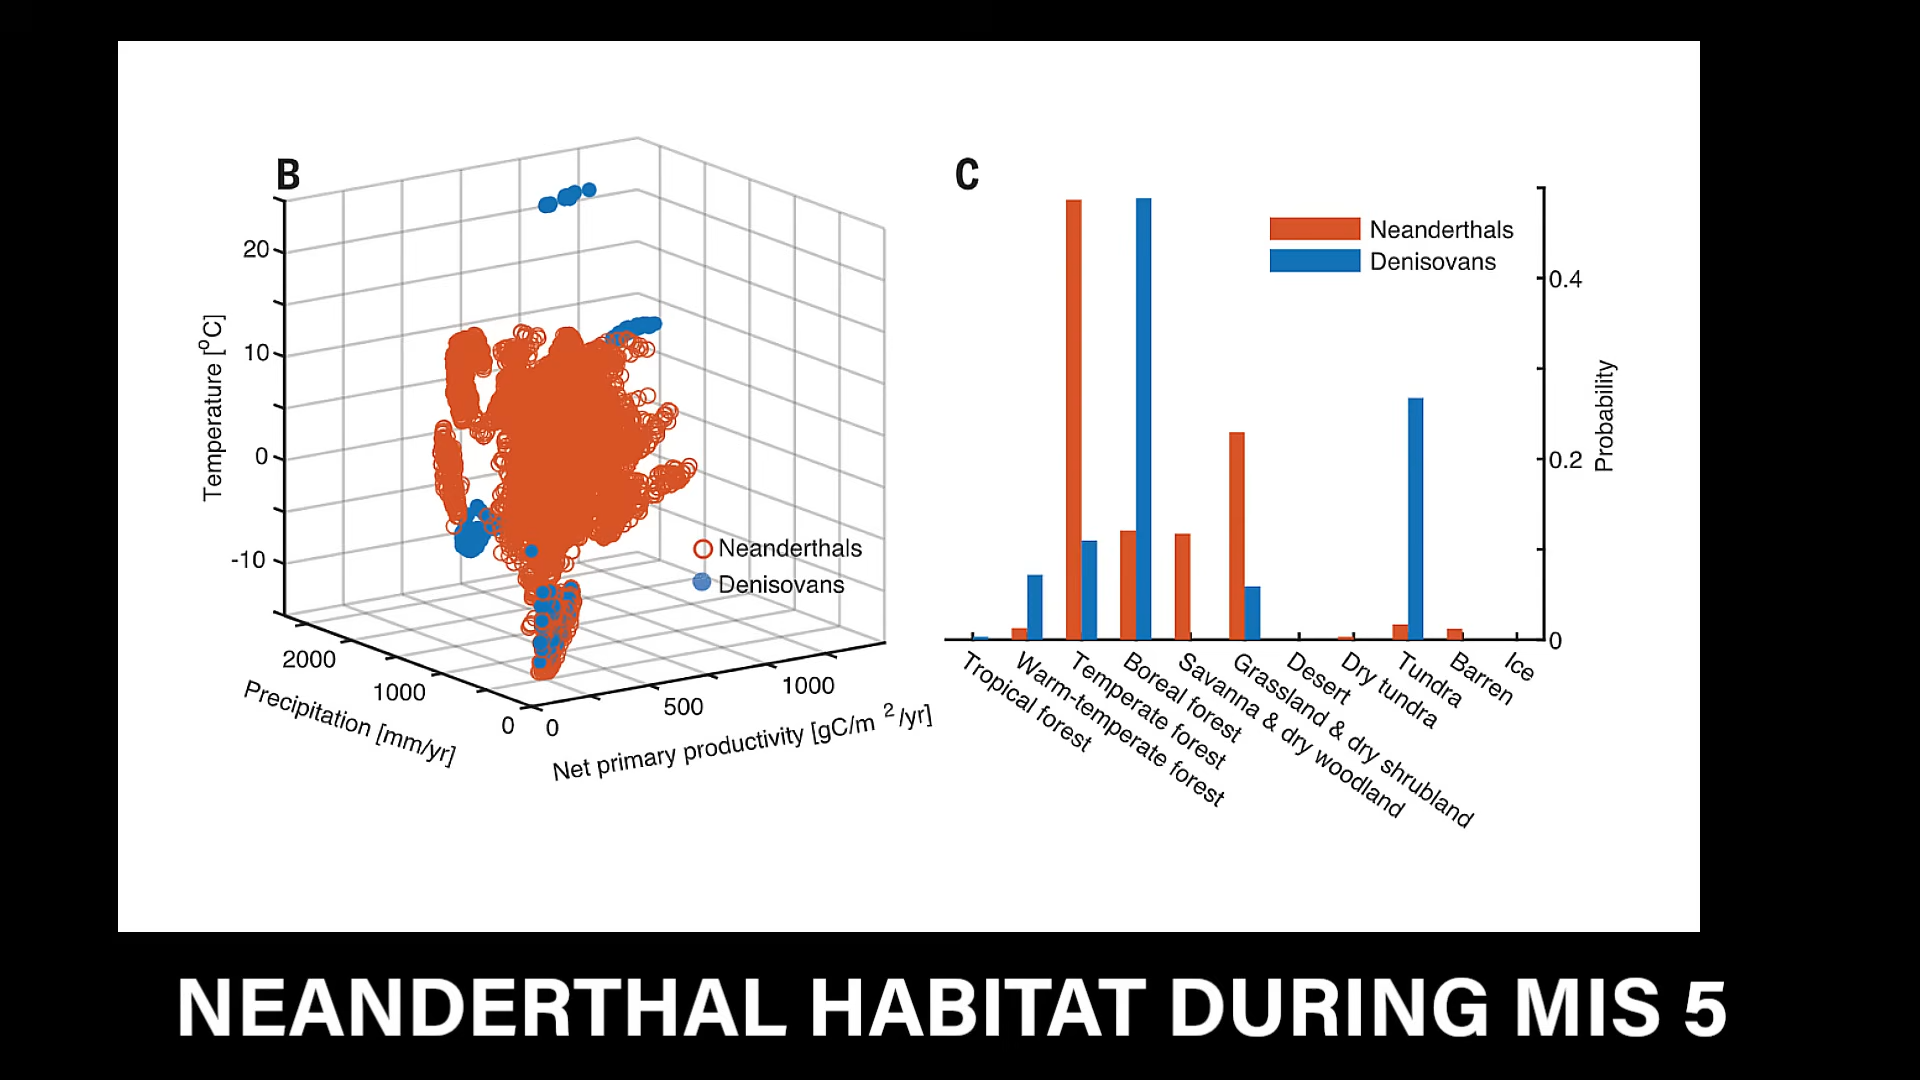 B
20
10
0
-10
Temperature [°C]
2000
1000
0
Precipitation [mm/yr]
0
500
1000
Net primary productivity [gC/m ²/yr]
Neanderthals
Denisovans
C
Neanderthals
Denisovans
0.4
0.2
0
Probability
Tropical forest
Warm-temperate forest
Temperate forest
Boreal forest
Savanna & dry woodland
Grassland & dry shrubland
Desert
Dry tundra
Tundra
Barren
Ice
NEANDERTHAL HABITAT DURING MIS 5